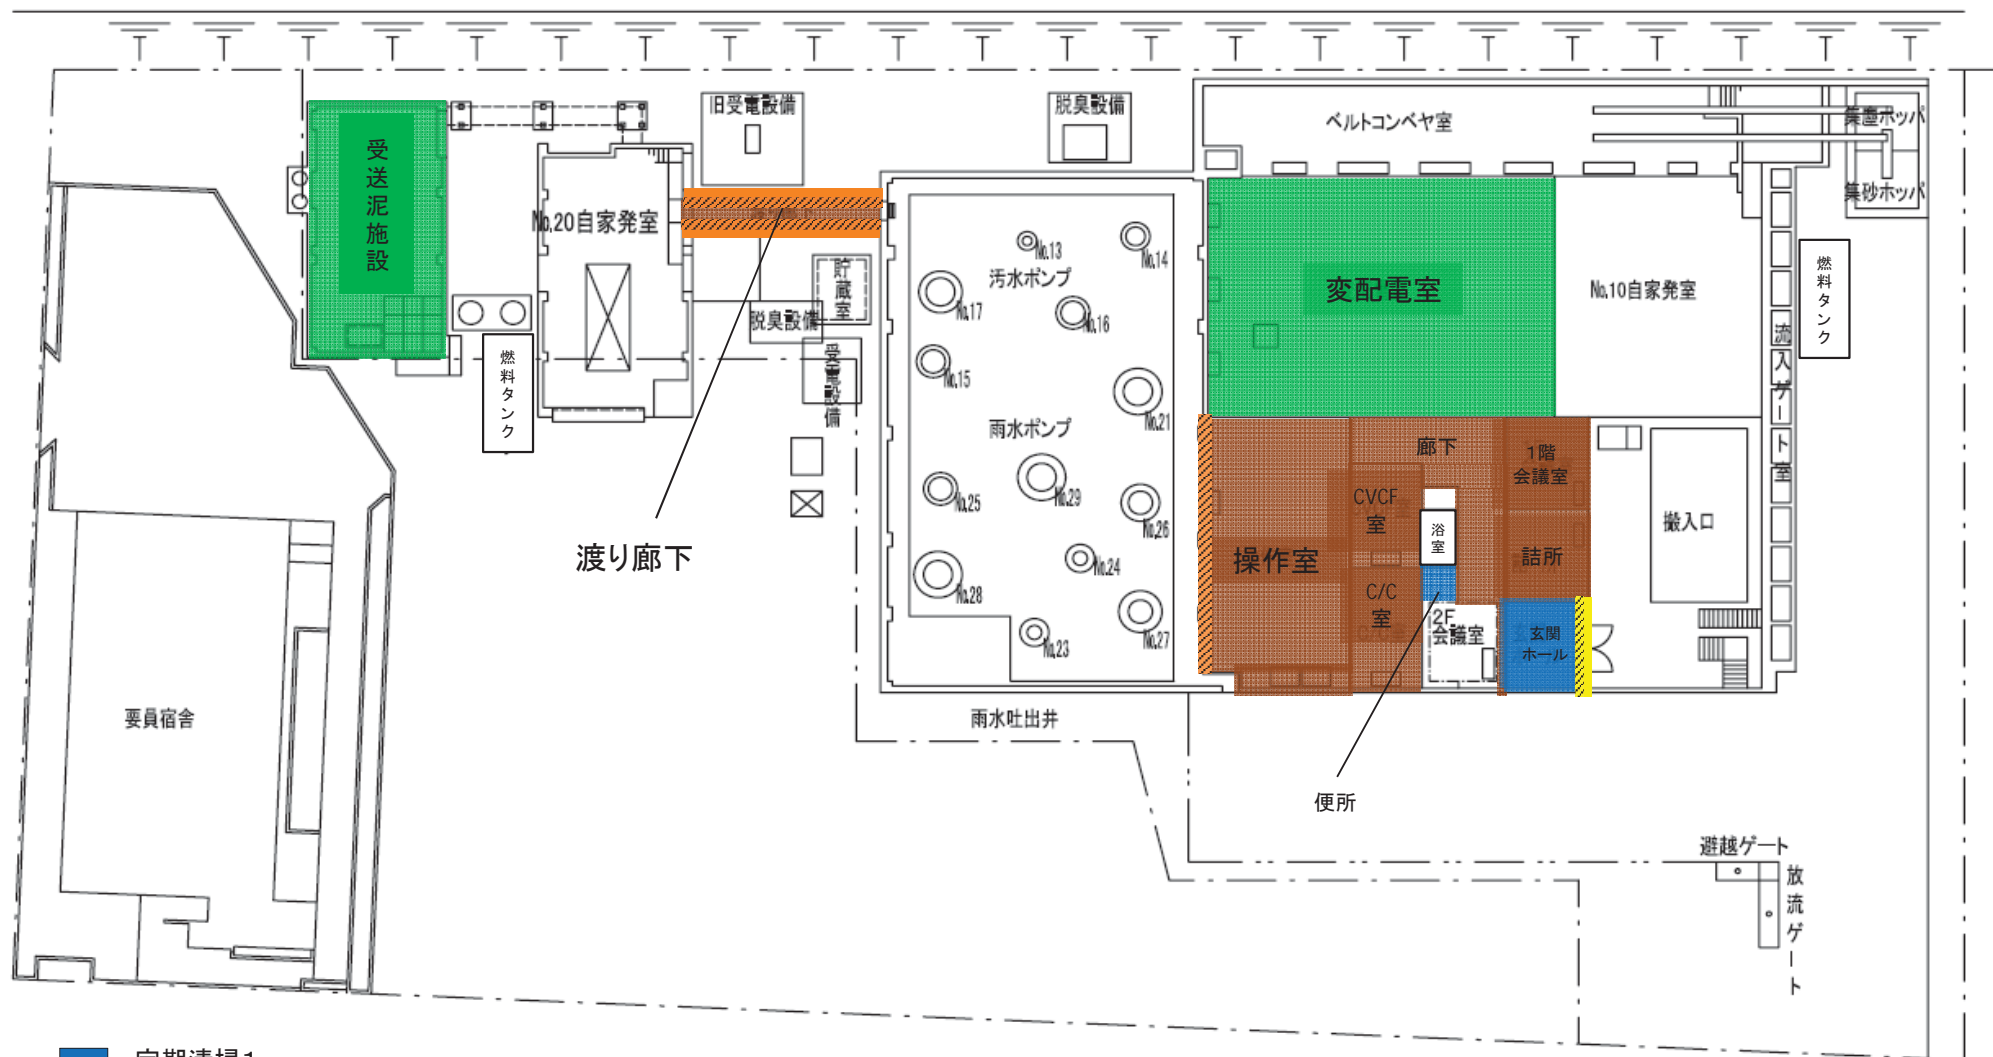 旧受電設備
脱臭設備
ベルトコンベヤ室
集塵ホッパ
集砂ホッパ
受送泥施設
No.20自家発室
貯蔵室
脱臭設備
受電設備
燃料タンク
渡り廊下
No.13
No.14
汚水ポンプ
No.17
No.16
No.15
No.21
雨水ポンプ
No.25
No.29
No.26
No.24
No.28
No.27
No.23
変配電室
No.10自家発室
燃料タンク
流入ゲート室
廊下
1階
会議室
CVCF
室
浴室
操作室
詰所
C/C
室
2F
会議室
玄関
ホール
搬入口
要員宿舎
雨水吐出井
便所
避越ゲート
放流ゲート
定期清掃1